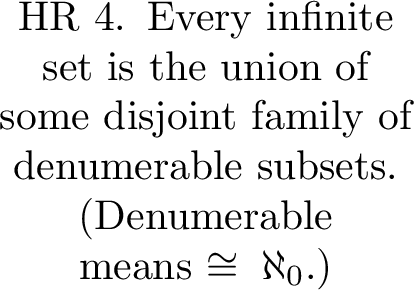 HR 4. Every infinite
set is the union of
some disjoint family of
denumerable subsets.
(Denumerable
means ≅ ℵ₀.)